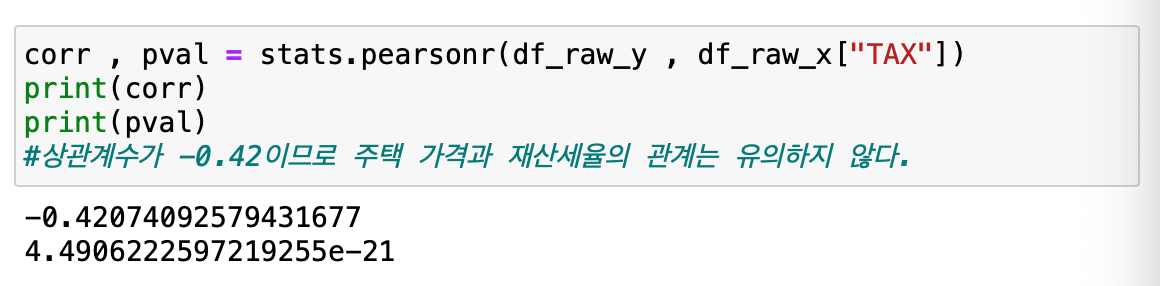 corr , pval = stats.pearsonr(df_raw_y , df_raw_x["TAX"])
print(corr)
print(pval)
#상관계수가 -0.42이므로 주택 가격과 재산세율의 관계는 유의하지 않다.
-0.42074092579431677
4.4906222597219255e-21